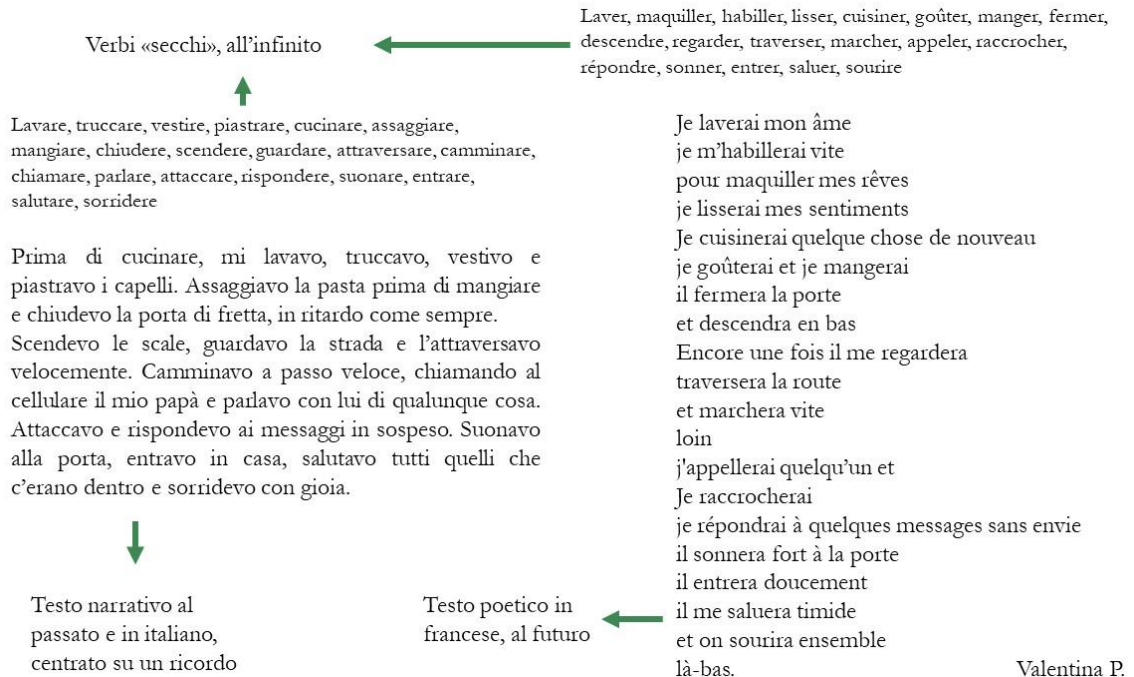 Verbi «secchi», all'infinito
Laver, maquiller, habiller, lisser, cuisiner, goûter, manger, fermer,
descendre, regarder, traverser, marcher, appeler, raccrocher,
répondre, sonner, entrer, saluer, sourire
Lavare, truccare, vestire, piastrare, cucinare, assaggiare,
mangiare, chiudere, scendere, guardare, attraversare, camminare,
chiamare, parlare, attaccare, rispondere, suonare, entrare,
salutare, sorridere
Prima di cucinare, mi lavavo, truccavo, vestivo e
piastravo i capelli. Assaggiavo la pasta prima di mangiare
e chiudevo la porta di fretta, in ritardo come sempre.
Scendevo le scale, guardavo la strada e l'attraversavo
velocemente. Camminavo a passo veloce, chiamando al
cellulare il mio papà e parlavo con lui di qualunque cosa.
Attaccavo e rispondevo ai messaggi in sospeso. Suonavo
alla porta, entravo in casa, salutavo tutti quelli che
c'erano dentro e sorridevo con gioia.
Testo narrativo al
passato e in italiano,
centrato su un ricordo
Je laverai mon âme
je m'habillerai vite
pour maquiller mes rêves
je lisserai mes sentiments
Je cuisinerai quelque chose de nouveau
je goûterai et je mangerai
il fermera la porte
et descendra en bas
Encore une fois il me regardera
traversera la route
et marchera vite
loin
j'appellerai quelqu'un et
Je raccrocherai
je répondrai à quelques messages sans envie
il sonnera fort à la porte
il entrera doucement
il me saluera timide
et on sourira ensemble
là-bas.
Valentina P.
Testo poetico in
francese, al futuro